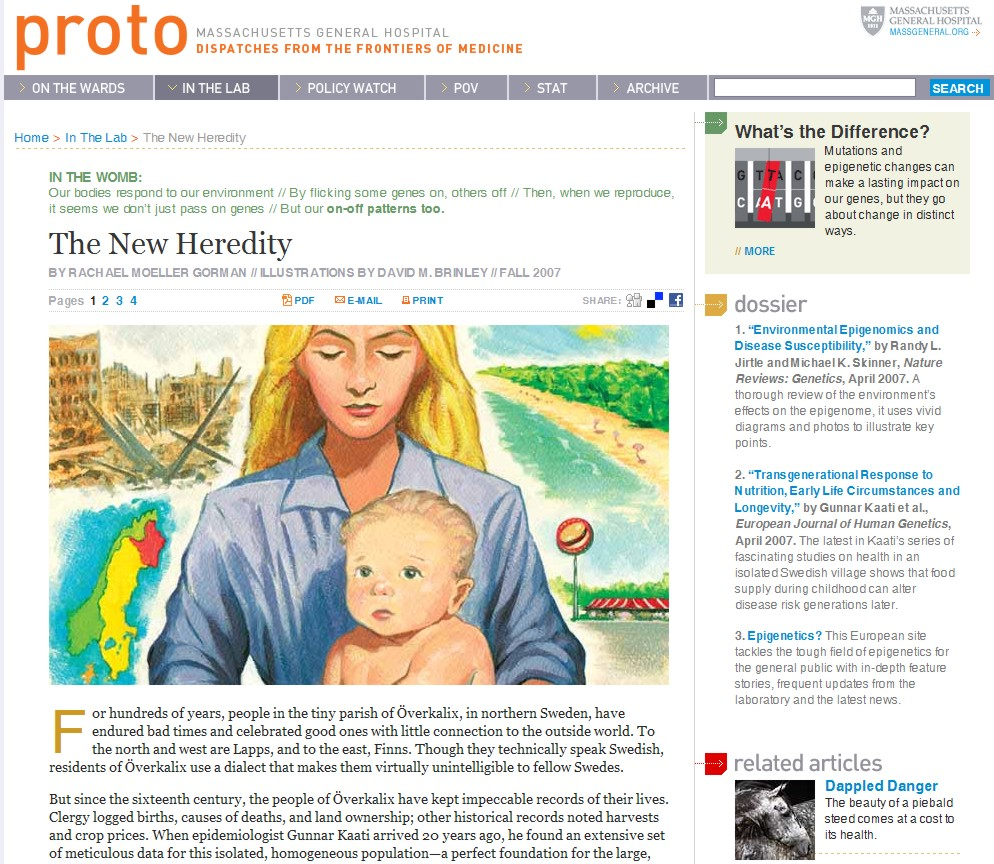 proto
MASSACHUSETTS GENERAL HOSPITAL
DISPATCHES FROM THE FRONTIERS OF MEDICINE
MGH
1811
MASSACHUSETTS
GENERAL HOSPITAL
MASSGENERAL.ORG
ON THE WARDS
IN THE LAB
POLICY WATCH
POV
STAT
ARCHIVE
SEARCH
Home > In The Lab > The New Heredity
IN THE WOMB:
Our bodies respond to our environment // By flicking some genes on, others off // Then, when we reproduce,
it seems we don't just pass on genes // But our on-off patterns too.
The New Heredity
BY RACHAEL MOELLER GORMAN // ILLUSTRATIONS BY DAVID M. BRINLEY // FALL 2007
Pages 1 2 3 4
PDF
E-MAIL
PRINT
SHARE:
For hundreds of years, people in the tiny parish of Överkalix, in northern Sweden, have
endured bad times and celebrated good ones with little connection to the outside world. To
the north and west are Lapps, and to the east, Finns. Though they technically speak Swedish,
residents of Överkalix use a dialect that makes them virtually unintelligible to fellow Swedes.
But since the sixteenth century, the people of Överkalix have kept impeccable records of their lives.
Clergy logged births, causes of deaths, and land ownership; other historical records noted harvests
and crop prices. When epidemiologist Gunnar Kaati arrived 20 years ago, he found an extensive set
of meticulous data for this isolated, homogeneous population—a perfect foundation for the large,
What's the Difference?
G T T A C
C A T G
Mutations and
epigenetic changes can
make a lasting impact on
our genes, but they go
about change in distinct
ways.
// MORE
dossier
1. “Environmental Epigenomics and
Disease Susceptibility,” by Randy L.
Jirtle and Michael K. Skinner, Nature
Reviews: Genetics, April 2007. A
thorough review of the environment's
effects on the epigenome, it uses vivid
diagrams and photos to illustrate key
points.
2. “Transgenerational Response to
Nutrition, Early Life Circumstances and
Longevity,” by Gunnar Kaati et al.,
European Journal of Human Genetics,
April 2007. The latest in Kaati's series of
fascinating studies on health in an
isolated Swedish village shows that food
supply during childhood can alter
disease risk generations later.
3. Epigenetics? This European site
tackles the tough field of epigenetics for
the general public with in-depth feature
stories, frequent updates from the
laboratory and the latest news.
related articles
Dappled Danger
The beauty of a piebald
steed comes at a cost to
its health.